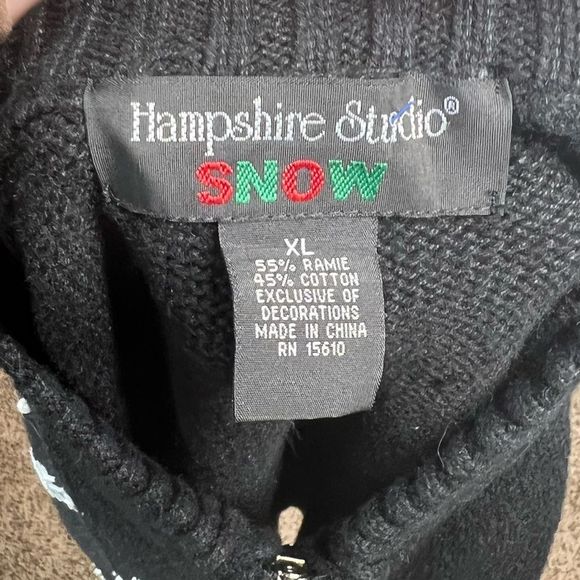 Hampshire Studio®
SNOW
XL
55% RAMIE
45% COTTON
EXCLUSIVE OF
DECORATIONS
MADE IN CHINA
RN 15610